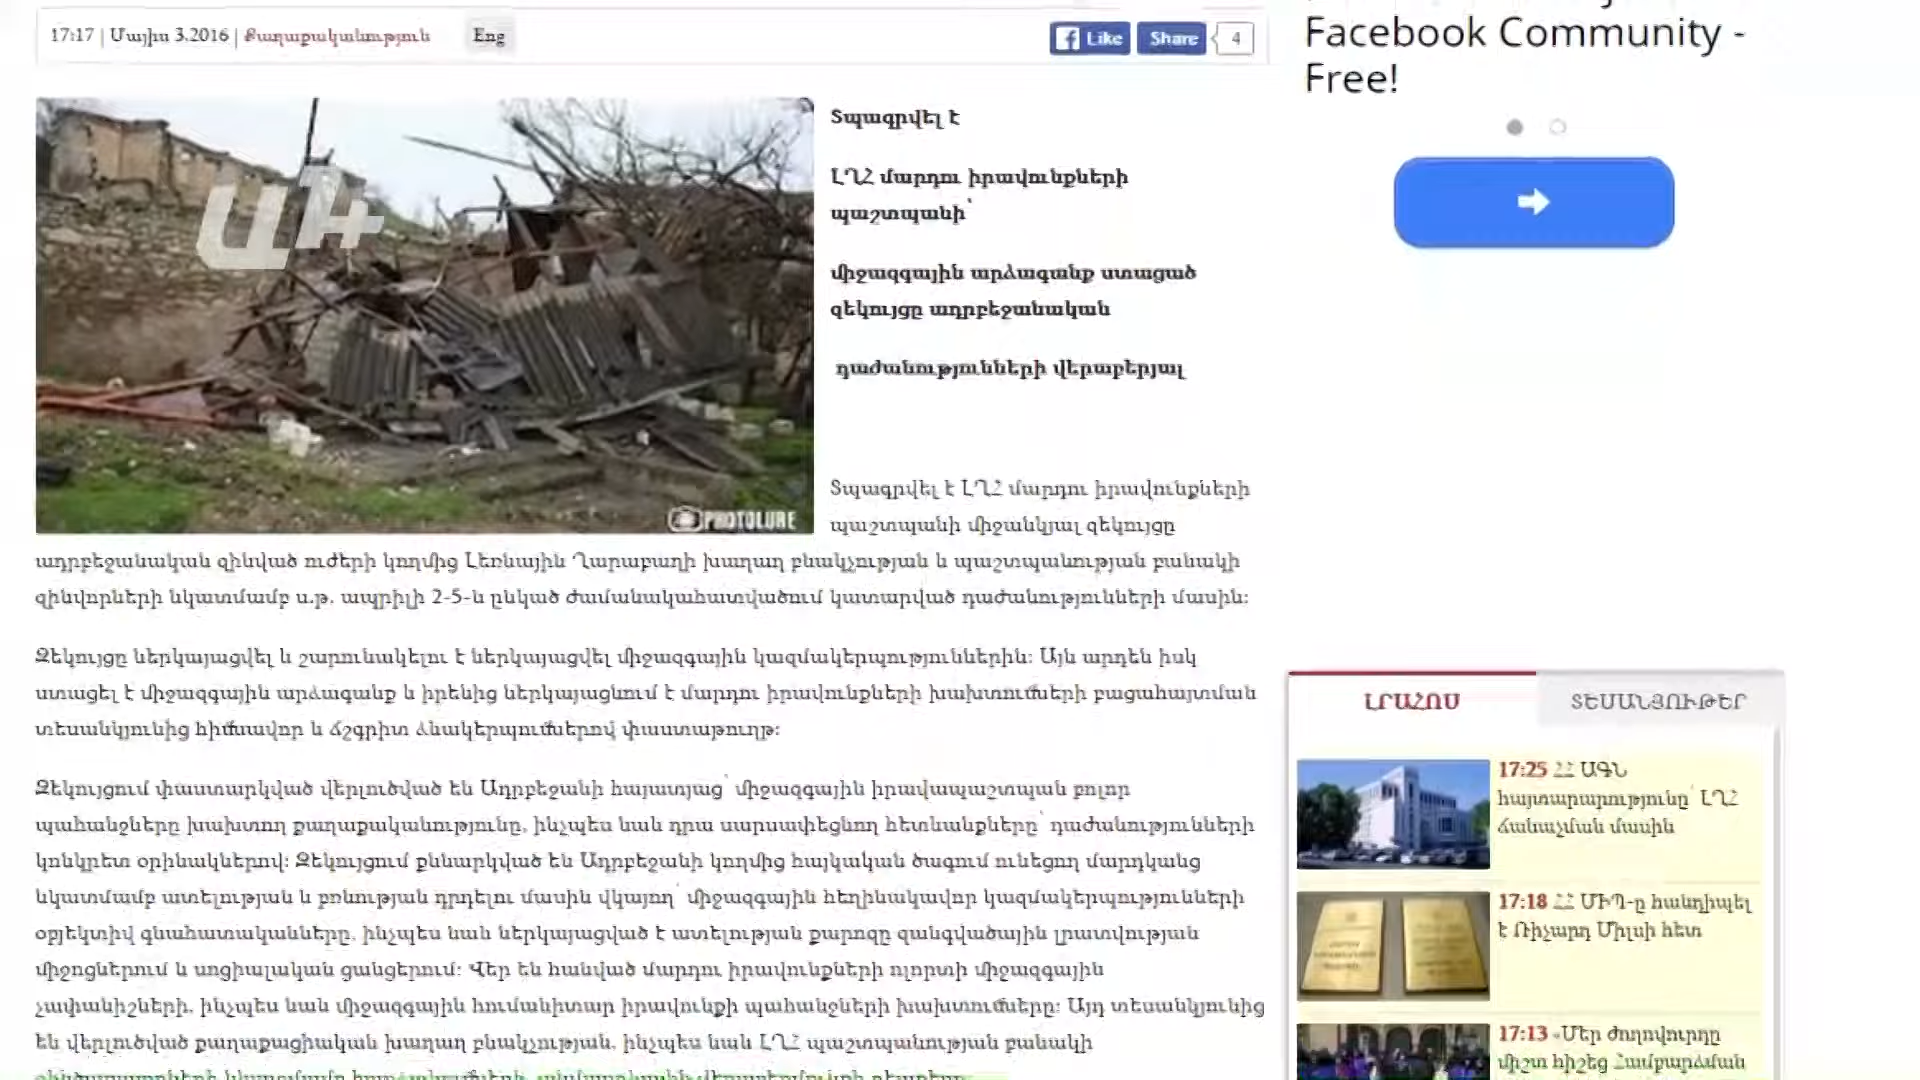 17:17 | Մայիս 3.2016 | Քաղաքականություն
Eng
Like
Share
4
Facebook Community -
Free!
ԱՆ
PHOTOLURE
Տպագրվել է
ԼՂՀ մարդու իրավունքների
պաշտպանի՝
միջազգային արձագանք ստացած
զեկույցը ադրբեջանական
դաժանությունների վերաբերյալ
Տպագրվել է ԼՂՀ մարդու իրավունքների
պաշտպանի միջանկյալ զեկույցը
ադրբեջանական զինված ուժերի կողմից Լեռնային Ղարաբաղի խաղաղ բնակչության և պաշտպանության բանակի
զինվորների նկատմամբ ս.թ. ապրիլի 2-5-ն ընկած ժամանակահատվածում կատարված դաժանությունների մասին:
Զեկույցը ներկայացվել և շարունակելու է ներկայացվել միջազգային կազմակերպություններին: Այն արդեն իսկ
ստացել է միջազգային արձագանք և իրենից ներկայացնում է մարդու իրավունքների խախտումների բացահայտման
տեսանկյունից հիմնավոր և ճշգրիտ ձևակերպումներով փաստաթուղթ:
Զեկույցում փաստարկված վերլուծված են Ադրբեջանի հայատյաց՝ միջազգային իրավապաշտպան բոլոր
պահանջները խախտող քաղաքականությունը, ինչպես նաև դրա սարսափեցնող հետևանքները՝ դաժանությունների
կոնկրետ օրինակներով: Զեկույցում քննարկված են Ադրբեջանի կողմից հայկական ծագում ունեցող մարդկանց
նկատմամբ ատելության և բռնության դրդելու մասին վկայող՝ միջազգային հեղինակավոր կազմակերպությունների
օբյեկտիվ գնահատականները, ինչպես նաև ներկայացված է ատելության քարոզը զանգվածային լրատվության
միջոցներում և սոցիալական ցանցերում: Վեր են հանված մարդու իրավունքների ոլորտի միջազգային
չափանիշների, ինչպես նաև միջազգային հումանիտար իրավունքի պահանջների խախտումները: Այդ տեսանկյունից
են վերլուծված քաղաքացիական խաղաղ բնակչության, ինչպես նաև ԼՂՀ պաշտպանության բանակի
ԼՐԱՀՈՍ
ՏԵՍԱՆՅՈՒԹԵՐ
17:25 ՀՀ ԱԳՆ
հայտարարությունը՝ ԼՂՀ
ճանաչման մասին
17:18 ՀՀ ՄԻՊ-ը հանդիպել
է Ռիչարդ Միլսի հետ
17:13 «Մեր ժողովուրդը
միշտ հիշեց Համբարձման